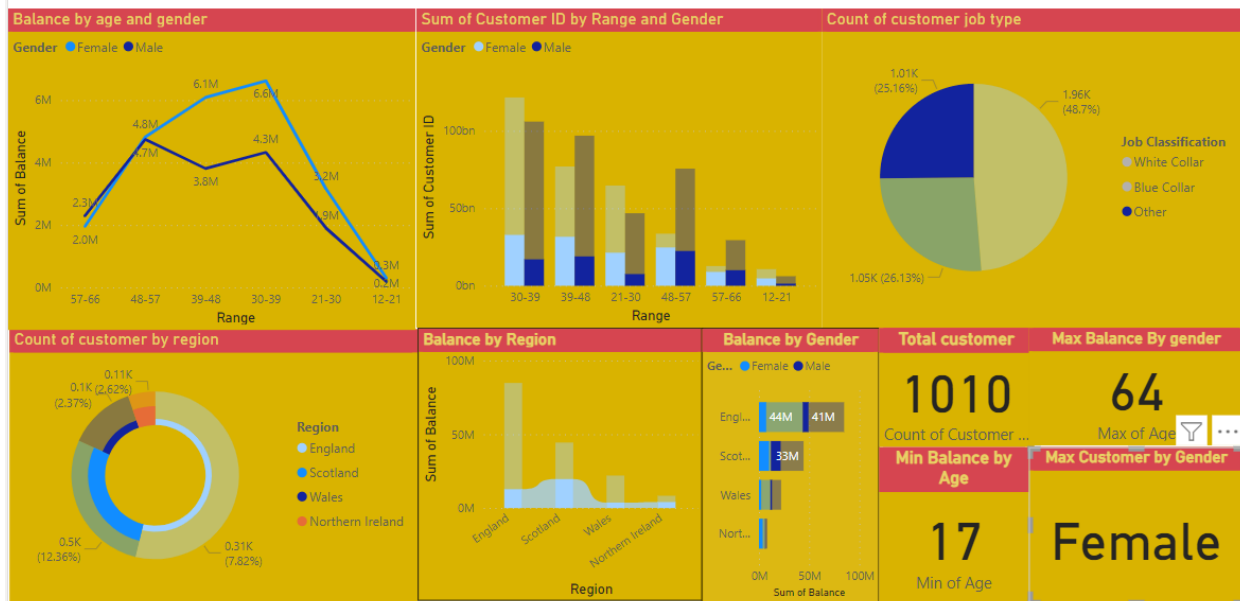 Balance by age and gender
Gender Female Male
6.1M
6.6M
4.8M
4.7M
4.3M
3.8M
3.2M
2.3M
2.0M
1.9M
0.3M
0.2M
6M
4M
2M
0M
Sum of Balance
57-66 48-57 39-48 30-39 21-30 12-21
Range
Sum of Customer ID by Range and Gender
Gender Female Male
100bn
50bn
0bn
Sum of Customer ID
30-39 39-48 21-30 48-57 57-66 12-21
Range
Count of customer job type
1.01K
(25.16%)
1.96K
(48.7%)
1.05K (26.13%)
Job Classification
White Collar
Blue Collar
Other
Count of customer by region
0.11K
(2.62%)
0.1K
(2.37%)
0.5K
(12.36%)
0.31K
(7.82%)
Region
England
Scotland
Wales
Northern Ireland
Balance by Region
100M
50M
0M
Sum of Balance
England Scotland Wales Northern Ireland
Region
Balance by Gender
Ge... Female Male
Engl... 44M 41M
Scot... 33M
Wales
Nort...
0M 50M 100M
Sum of Balance
Total customer
1010
Count of Customer ...
Max Balance By gender
64
Max of Age
Min Balance by
Age
17
Min of Age
Max Customer by Gender
Female